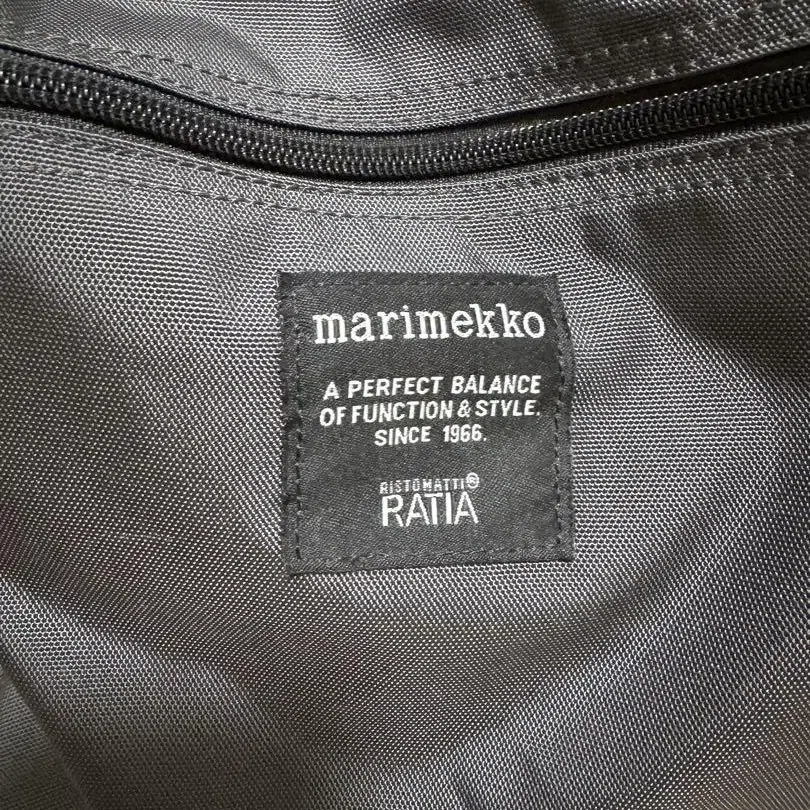 marimekko
A PERFECT BALANCE
OF FUNCTION & STYLE.
SINCE 1966.
RISTOMATTI®
RATIA